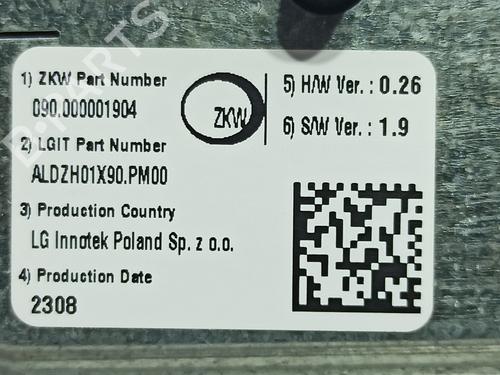 1) ZKW Part Number
090.000001904
2) LGIT Part Number
ALDZH01X90.PM00
3) Production Country
LG Innotek Poland Sp. z o.o.
4) Production Date
2308
ZKW
5) H/W Ver. : 0.26
6) S/W Ver. : 1.9
B-PARTS